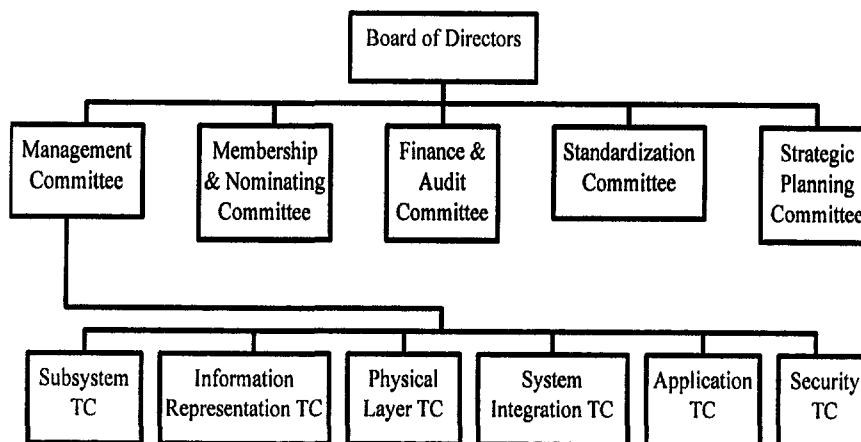 Board of Directors
Management
Committee
Membership
& Nominating
Committee
Finance &
Audit
Committee
Standardization
Committee
Strategic
Planning
Committee
Subsystem
TC
Information
Representation TC
Physical
Layer TC
System
Integration TC
Application
TC
Security
TC